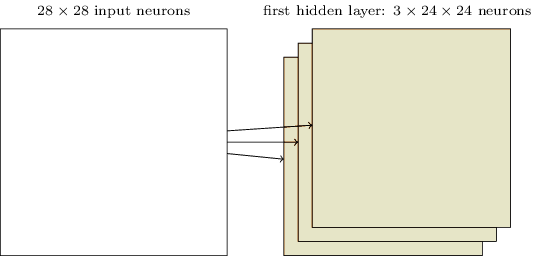 28 × 28 input neurons
first hidden layer: 3 × 24 × 24 neurons